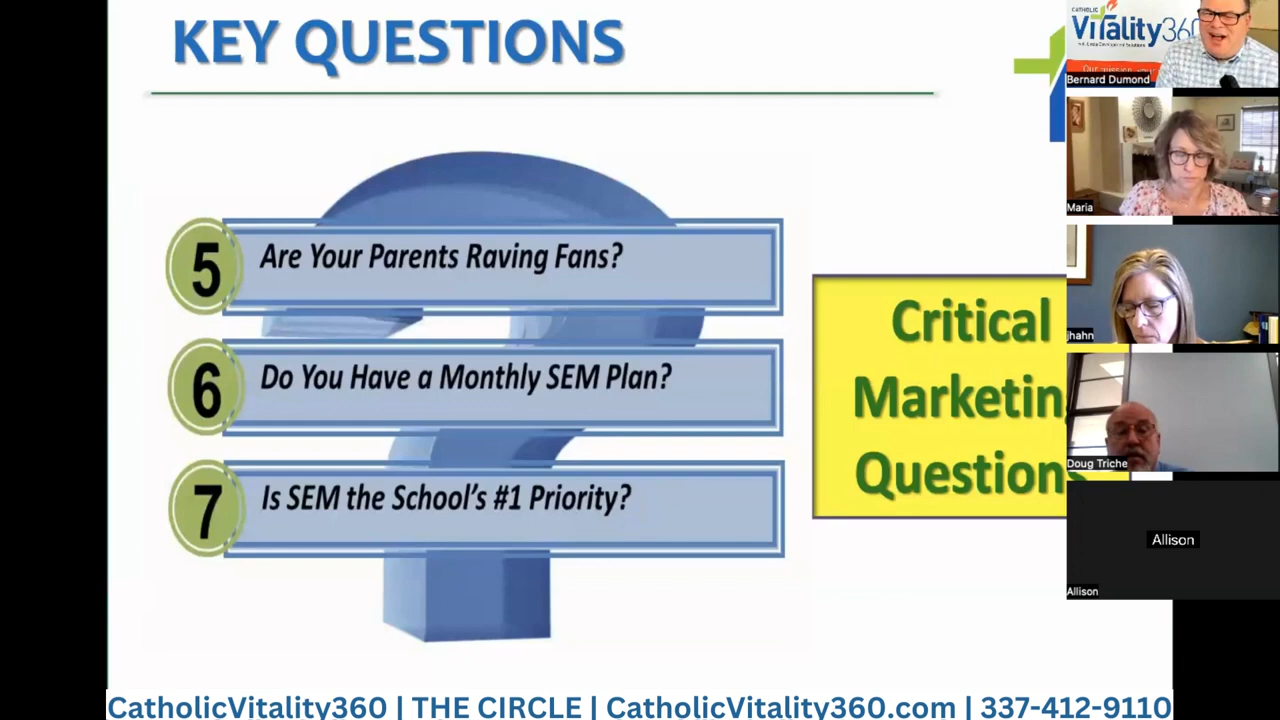 KEY QUESTIONS
5 Are Your Parents Raving Fans?
6 Do You Have a Monthly SEM Plan?
7 Is SEM the School's #1 Priority?
Critical
Marketin
Question
CATHOLIC
Vitality360
Bernard Dumond
Maria
jhahn
Doug Triche
Allison
Allison
CatholicVitality360 | THE CIRCLE | CatholicVitality360.com | 337-412-9110